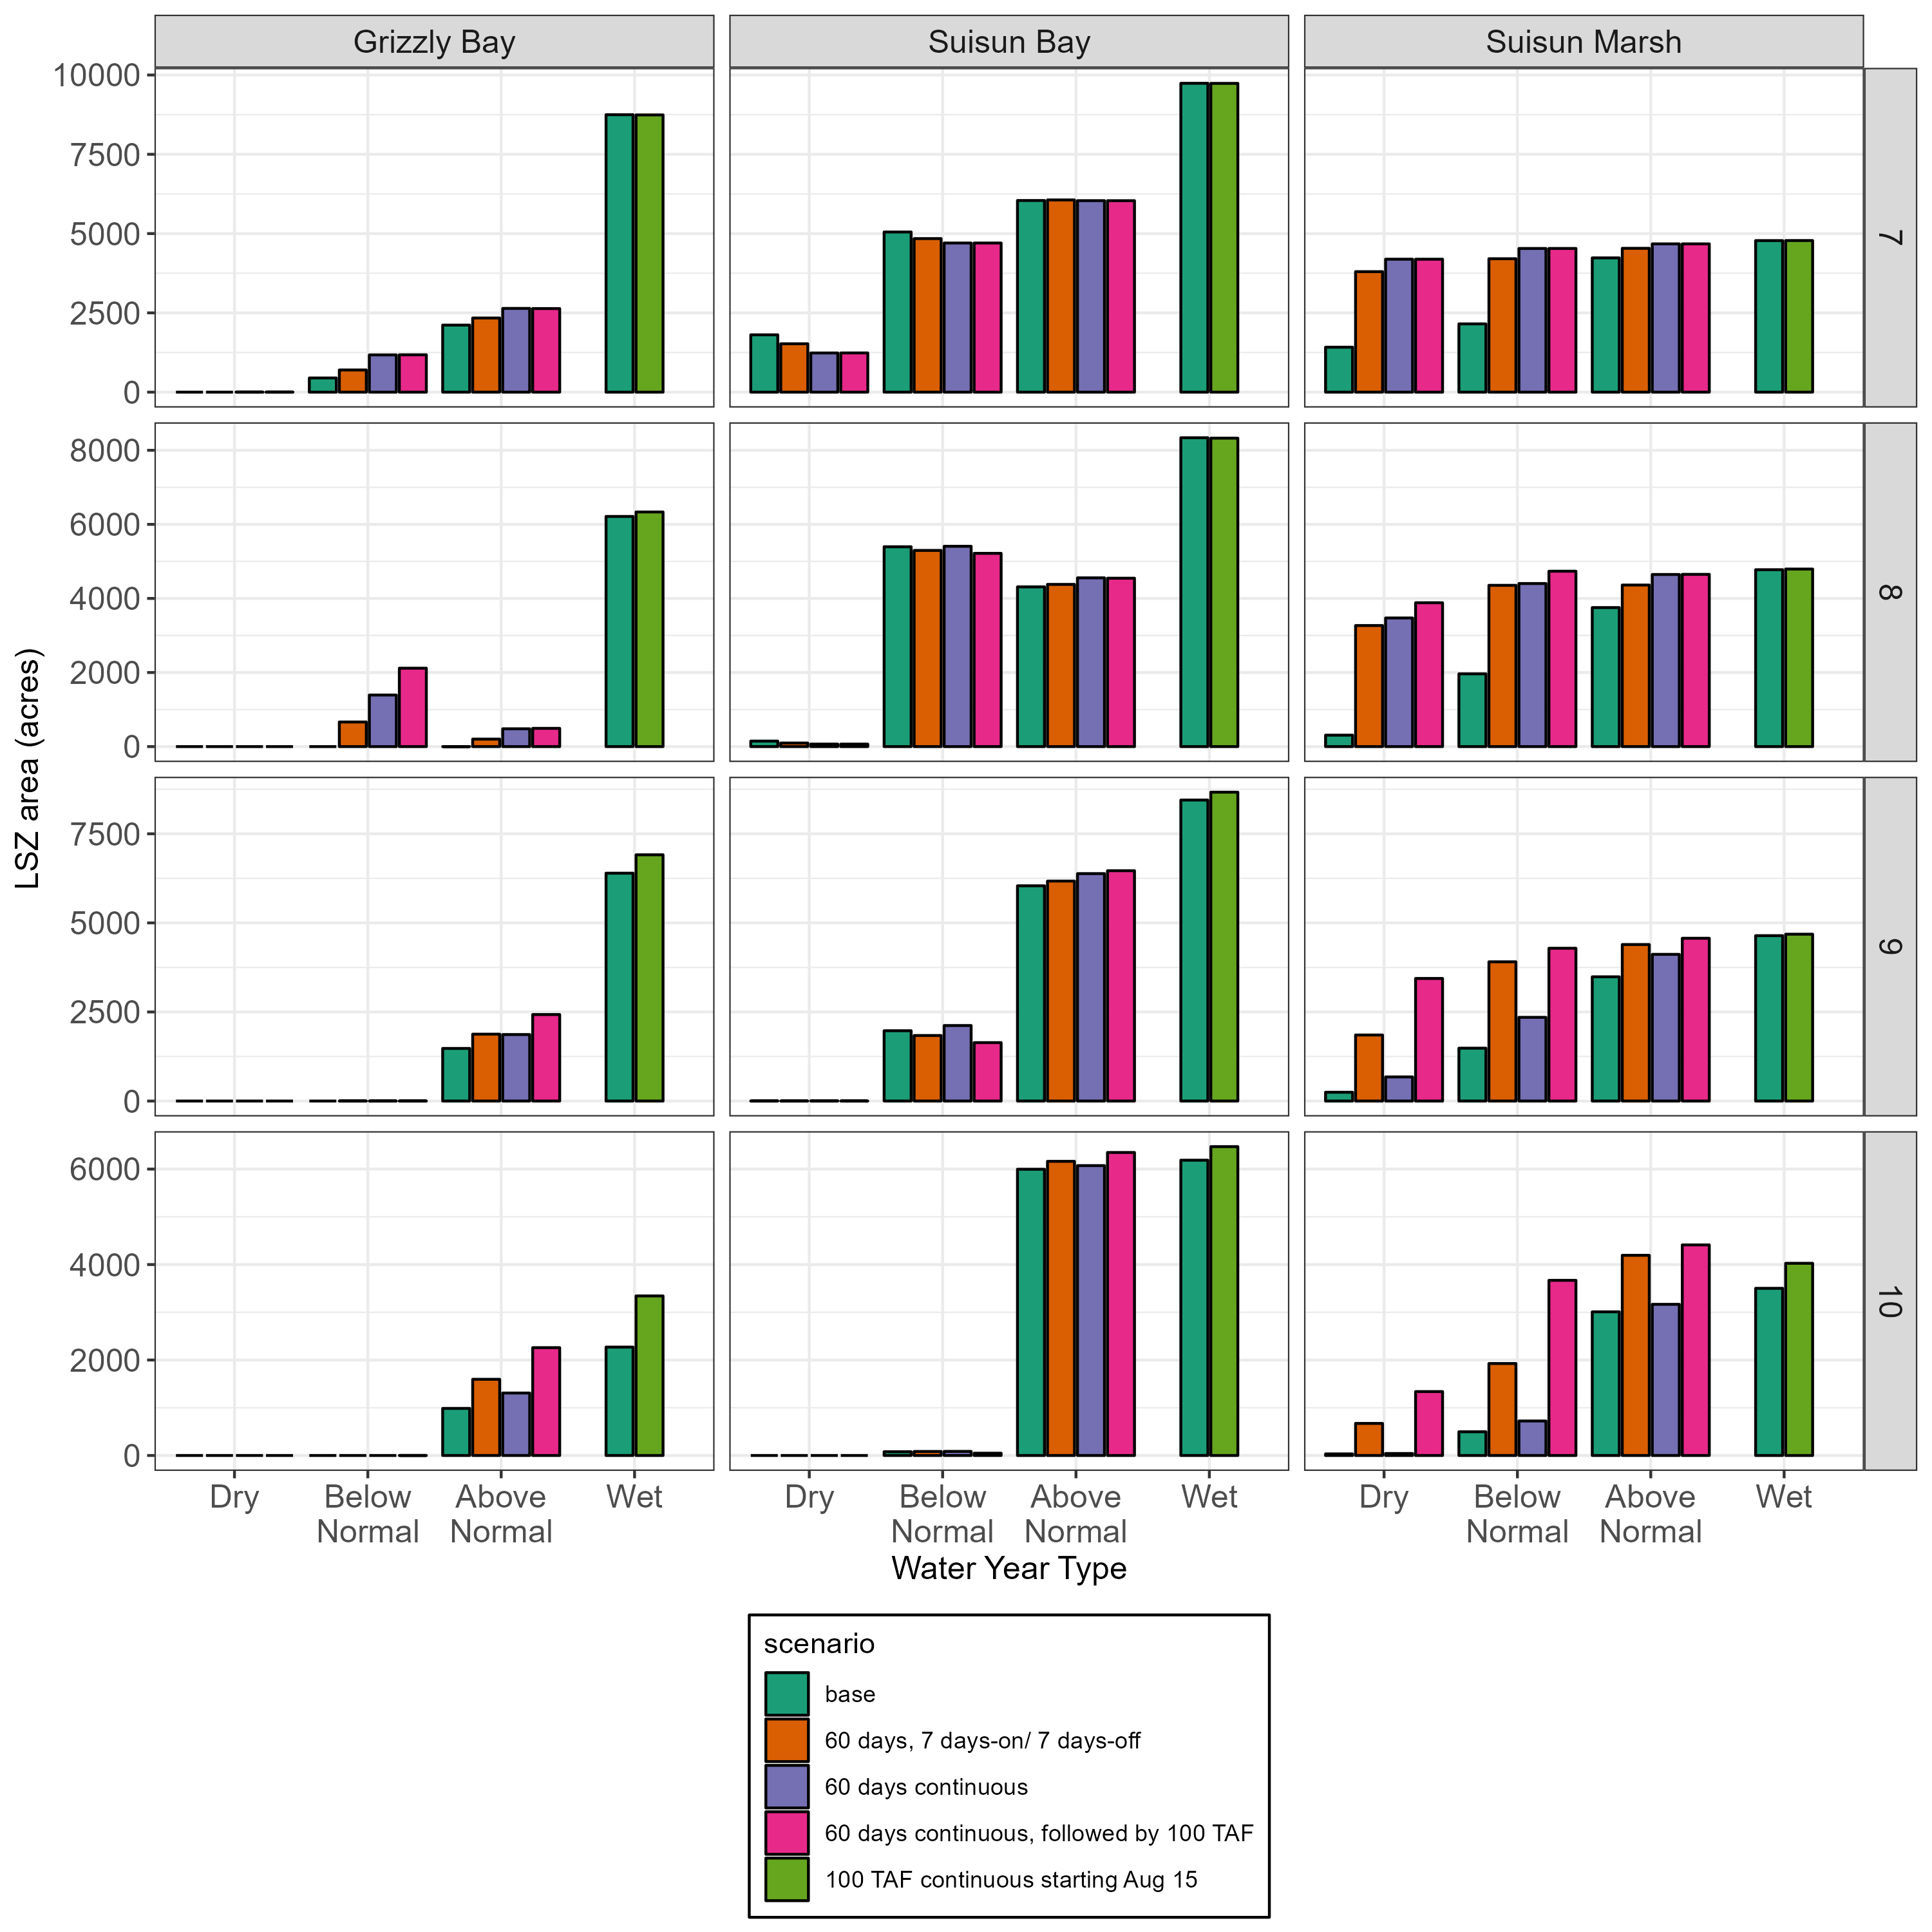 Grizzly Bay
Suisun Bay
Suisun Marsh
10000
7500
5000
2500
0
7
8000
6000
4000
2000
0
8
7500
5000
2500
0
9
6000
4000
2000
0
10
LSZ area (acres)
Dry
Below
Normal
Above
Normal
Wet
Dry
Below
Normal
Above
Normal
Wet
Dry
Below
Normal
Above
Normal
Wet
Water Year Type
scenario
base
60 days, 7 days-on/ 7 days-off
60 days continuous
60 days continuous, followed by 100 TAF
100 TAF continuous starting Aug 15